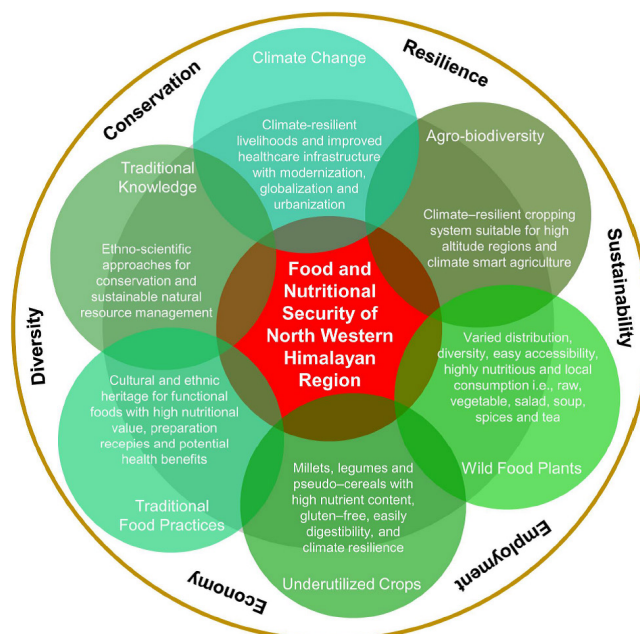 Conservation
Resilience
Climate Change
Climate-resilient
livelihoods and improved
healthcare infrastructure
with modernization,
globalization and
urbanization
Traditional
Knowledge
Ethno-scientific
approaches for
conservation and
sustainable natural
resource management
Agro-biodiversity
Climate–resilient cropping
system suitable for high
altitude regions and
climate smart agriculture
Sustainability
Diversity
Food and
Nutritional
Security of
North Western
Himalayan
Region
Cultural and ethnic
heritage for functional
foods with high nutritional
value, preparation
recepies and potential
health benefits
Traditional
Food Practices
Varied distribution,
diversity, easy accessibility,
highly nutritious and local
consumption i.e., raw,
vegetable, salad, soup,
spices and tea
Wild Food Plants
Millets, legumes and
pseudo–cereals with
high nutrient content,
gluten–free, easily
digestibility, and
climate resilience
Underutilized Crops
Economy
Employment